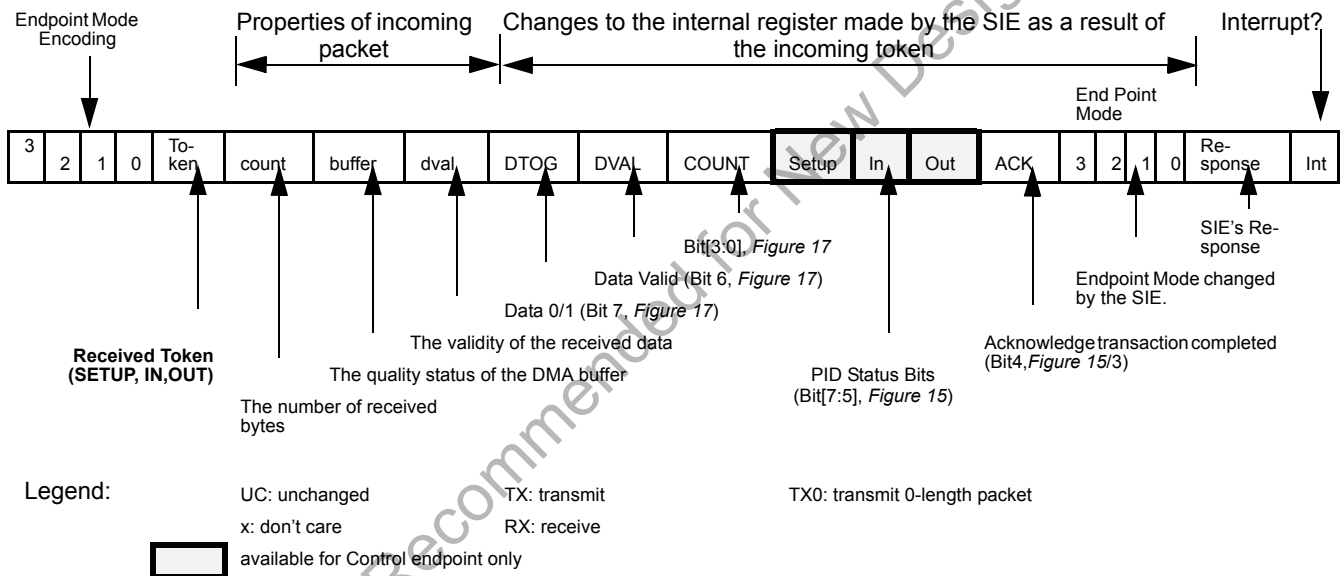 Endpoint Mode
Encoding
Properties of incoming
packet
Changes to the internal register made by the SIE as a result of
the incoming token
Interrupt?
End Point
Mode
3 2 1 0 To-
ken count buffer dval DTOG DVAL COUNT Setup In Out ACK 3 2 1 0 Re-
sponse Int
Bit[3:0], Figure 17
Data Valid (Bit 6, Figure 17)
Data 0/1 (Bit 7, Figure 17)
The validity of the received data
The quality status of the DMA buffer
The number of received
bytes
Received Token
(SETUP, IN,OUT)
PID Status Bits
(Bit[7:5], Figure 15)
SIE's Re-
sponse
Endpoint Mode changed
by the SIE.
Acknowledge transaction completed
(Bit4,Figure 15/3)
Legend:
UC: unchanged
TX: transmit
TX0: transmit 0-length packet
x: don't care
RX: receive
available for Control endpoint only
Recommended for New Desig